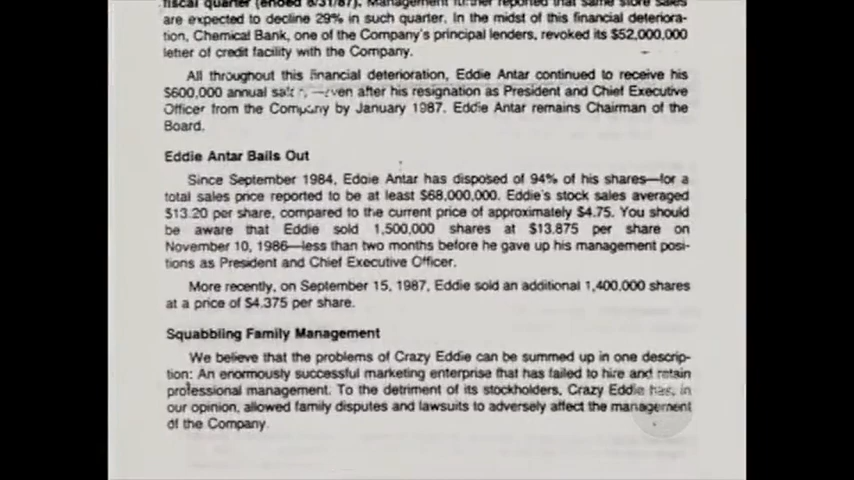 fiscal quarter (ended 8/31/87). Management further reported that same store sales
are expected to decline 29% in such quarter. In the midst of this financial deteriora-
tion, Chemical Bank, one of the Company's principal lenders, revoked its $52,000,000
letter of credit facility with the Company.
All throughout this financial deterioration, Eddie Antar continued to receive his
$600,000 annual even after his resignation as President and Chief Executive
Officer from the Company by January 1987. Eddie Antar remains Chairman of the
Board.
Eddie Antar Bails Out
Since September 1984, Eddie Antar has disposed of 94% of his shares—for a
total sales price reported to be at least $68,000,000. Eddie's stock sales averaged
$13.20 per share, compared to the current price of approximately $4.75. You should
be aware that Eddie sold 1,500,000 shares at $13.875 per share on
November 10, 1986—less than two months before he gave up his management posi-
tions as President and Chief Executive Officer.
More recently, on September 15, 1987, Eddie sold an additional 1,400,000 shares
at a price of $4.375 per share.
Squabbling Family Management
We believe that the problems of Crazy Eddie can be summed up in one descrip-
tion: An enormously successful marketing enterprise that has failed to hire and retain
professional management. To the detriment of its stockholders, Crazy Eddie has, in
our opinion, allowed family disputes and lawsuits to adversely affect the management
of the Company.